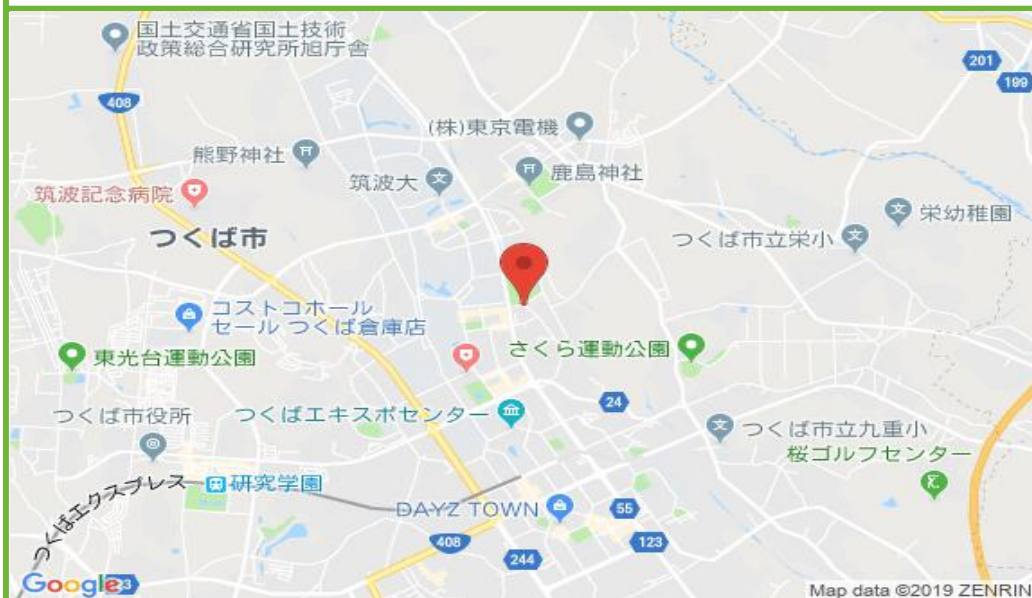 国土交通省国土技術
政策総合研究所旭庁舎
201
199
408
(株)東京電機
熊野神社
筑波大
鹿島神社
筑波記念病院
栄幼稚園
つくば市
つくば市立栄小
コストコホール
セール つくば倉庫店
さくら運動公園
東光台運動公園
24
つくば市役所
つくばエキスポセンター
つくば市立九重小
桜ゴルフセンター
研究学園
つくばエクスプレス
DAYZ TOWN
55
408
123
244
Google
Map data ©2019 ZENRIN